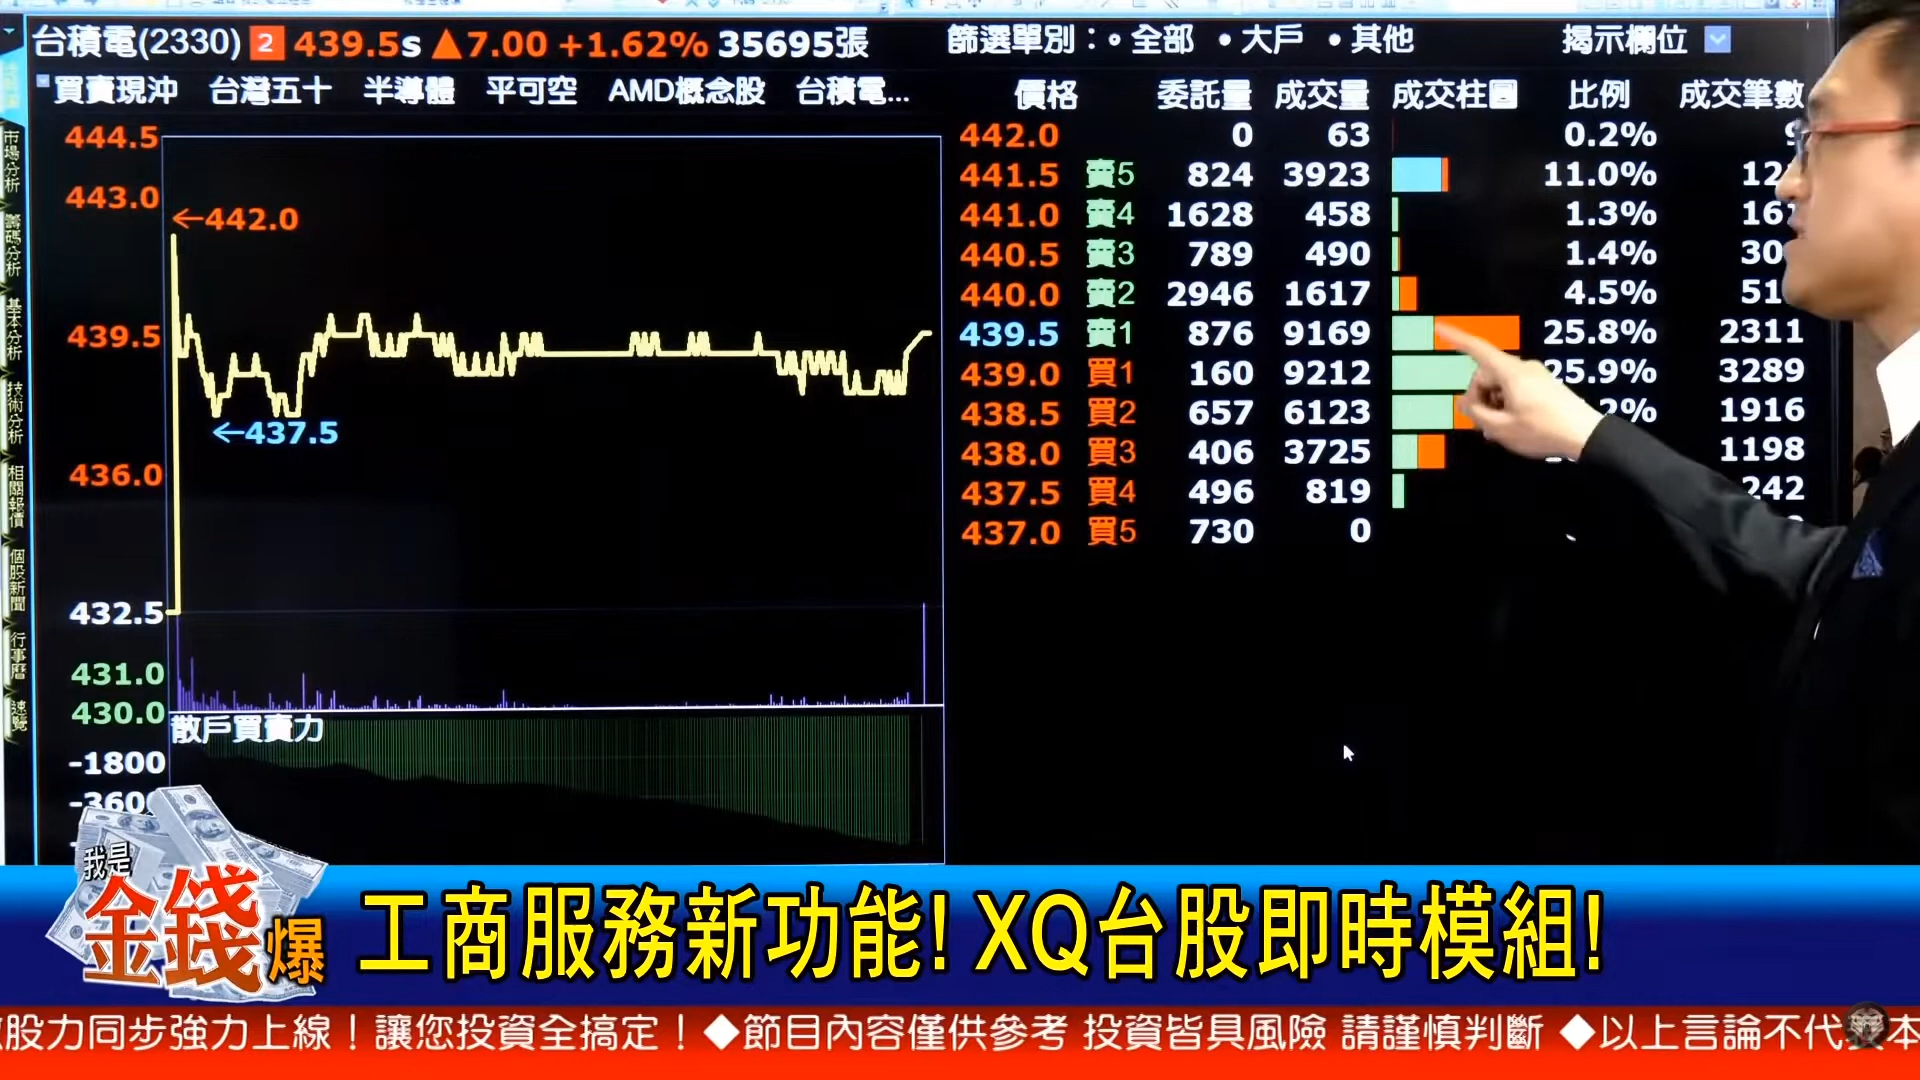 台積電(2330) 2 439.5s ▲7.00 +1.62% 35695張
篩選單別：• 全部 • 大戶 • 其他 揭示欄位
買賣現沖 台灣五十 半導體 平可空 AMD概念股 台積電...
價格 委託量 成交量 成交柱圖 比例 成交筆數
市場分析
籌碼分析
基本分析
技術分析
相關報價
個股新聞
行事曆
速覽
444.5
443.0
←442.0
439.5
←437.5
436.0
432.5
431.0
430.0
散戶買賣力
-1800
442.0 0 63 0.2%
441.5 賣5 824 3923 11.0%
441.0 賣4 1628 458 1.3%
440.5 賣3 789 490 1.4%
440.0 賣2 2946 1617 4.5%
439.5 賣1 876 9169 25.8% 2311
439.0 買1 160 9212 25.9% 3289
438.5 買2 657 6123 1916
438.0 買3 406 3725 1198
437.5 買4 496 819 242
437.0 買5 730 0
我是
金錢爆
工商服務新功能! XQ台股即時模組!
股力同步強力上線！讓您投資全搞定！◆節目內容僅供參考 投資皆具風險 請謹慎判斷 ◆以上言論不代表本